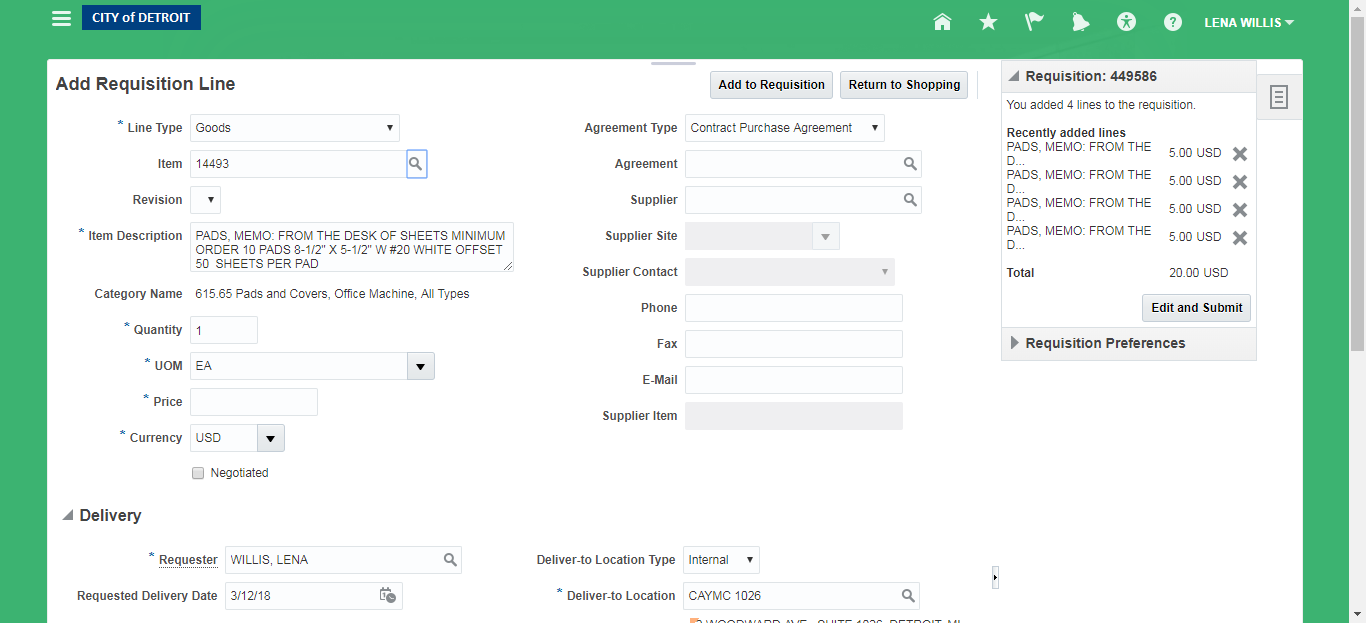 CITY of DETROIT
LENA WILLIS
Add Requisition Line
Add to Requisition
Return to Shopping
* Line Type Goods
Item 14493
Revision
* Item Description PADS, MEMO: FROM THE DESK OF SHEETS MINIMUM
ORDER 10 PADS 8-1/2" X 5-1/2" W #20 WHITE OFFSET
50 SHEETS PER PAD
Category Name 615.65 Pads and Covers, Office Machine, All Types
* Quantity 1
* UOM EA
* Price
* Currency USD
Negotiated
Agreement Type Contract Purchase Agreement
Agreement
Supplier
Supplier Site
Supplier Contact
Phone
Fax
E-Mail
Supplier Item
Requisition: 449586
You added 4 lines to the requisition.
Recently added lines
PADS, MEMO: FROM THE D... 5.00 USD
PADS, MEMO: FROM THE D... 5.00 USD
PADS, MEMO: FROM THE D... 5.00 USD
PADS, MEMO: FROM THE D... 5.00 USD
Total 20.00 USD
Edit and Submit
Requisition Preferences
Delivery
* Requester WILLIS, LENA
Requested Delivery Date 3/12/18
Deliver-to Location Type Internal
* Deliver-to Location CAYMC 1026
WOODWARD AVE - SUITE 1026, DETROIT, MI